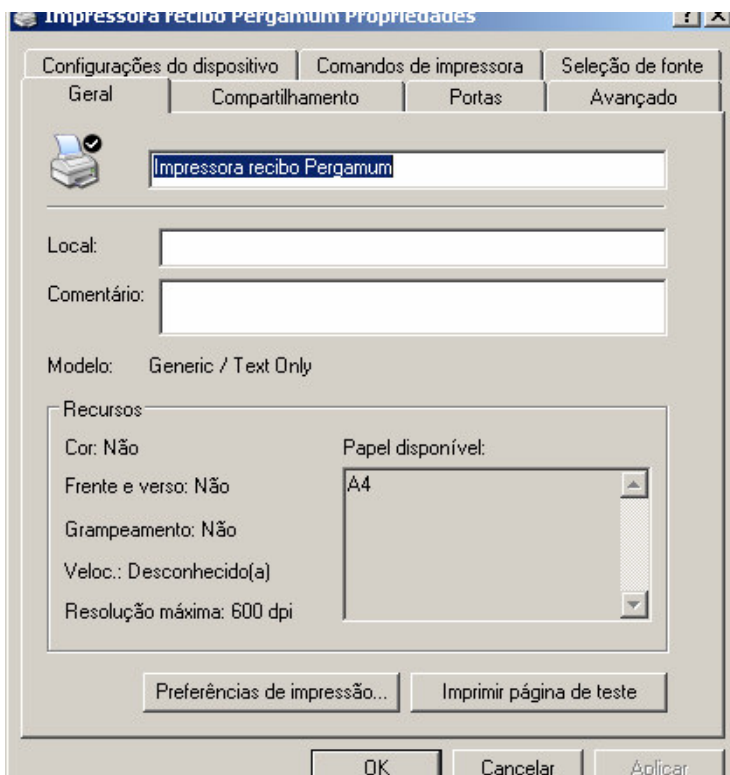 Impressora recibo Pergamum Propriedades
Configurações do dispositivo Comandos de impressora Seleção de fonte
Geral Compartilhamento Portas Avançado
Impressora recibo Pergamum
Local:
Comentário:
Modelo: Generic / Text Only
Recursos
Cor: Não Papel disponível:
Frente e verso: Não A4
Grampeamento: Não
Veloc.: Desconhecido(a)
Resolução máxima: 600 dpi
Preferências de impressão... Imprimir página de teste
OK Cancelar Aplicar